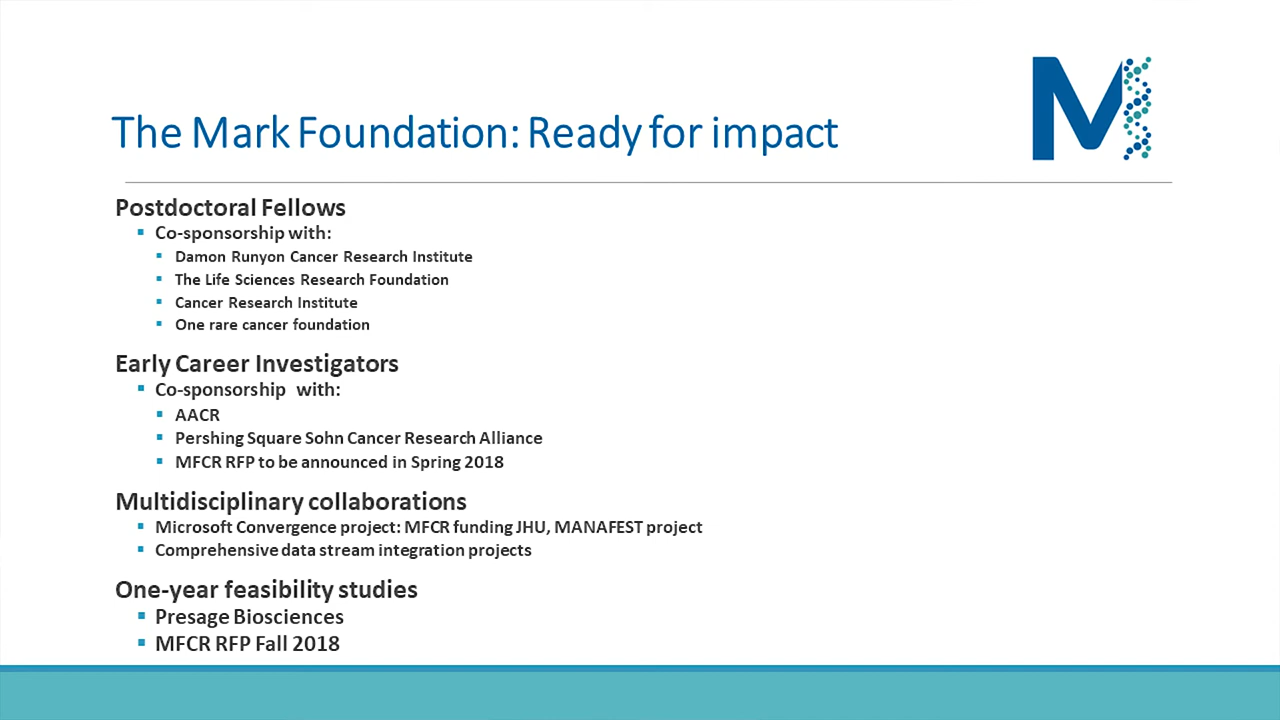 The Mark Foundation: Ready for impact
M
Postdoctoral Fellows
Co-sponsorship with:
Damon Runyon Cancer Research Institute
The Life Sciences Research Foundation
Cancer Research Institute
One rare cancer foundation
Early Career Investigators
Co-sponsorship with:
AACR
Pershing Square Sohn Cancer Research Alliance
MFCR RFP to be announced in Spring 2018
Multidisciplinary collaborations
Microsoft Convergence project: MFCR funding JHU, MANAFEST project
Comprehensive data stream integration projects
One-year feasibility studies
Presage Biosciences
MFCR RFP Fall 2018